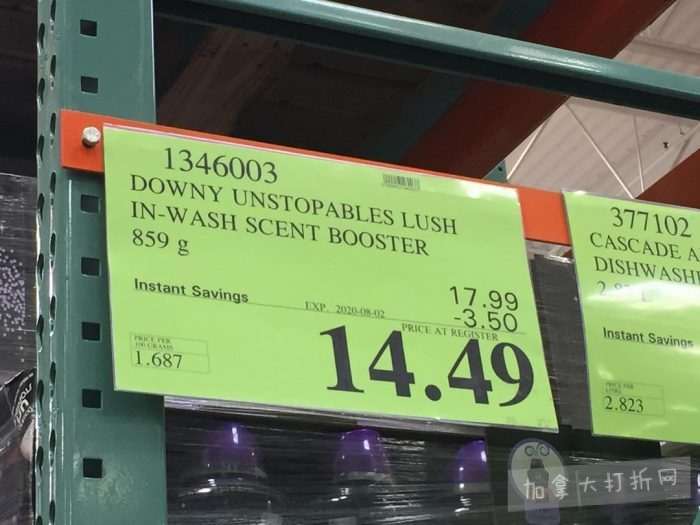 1346003
DOWNY UNSTOPABLES LUSH
IN-WASH SCENT BOOSTER
859 g
Instant Savings
17.99
EXP. 2020-08-02
-3.50
PRICE AT REGISTER
14.49
PRICE PER
100 GRAMS
1.687
377102
CASCADE A
DISHWASHI
Instant Savings
PRICE PER
2.823
加拿大打折网